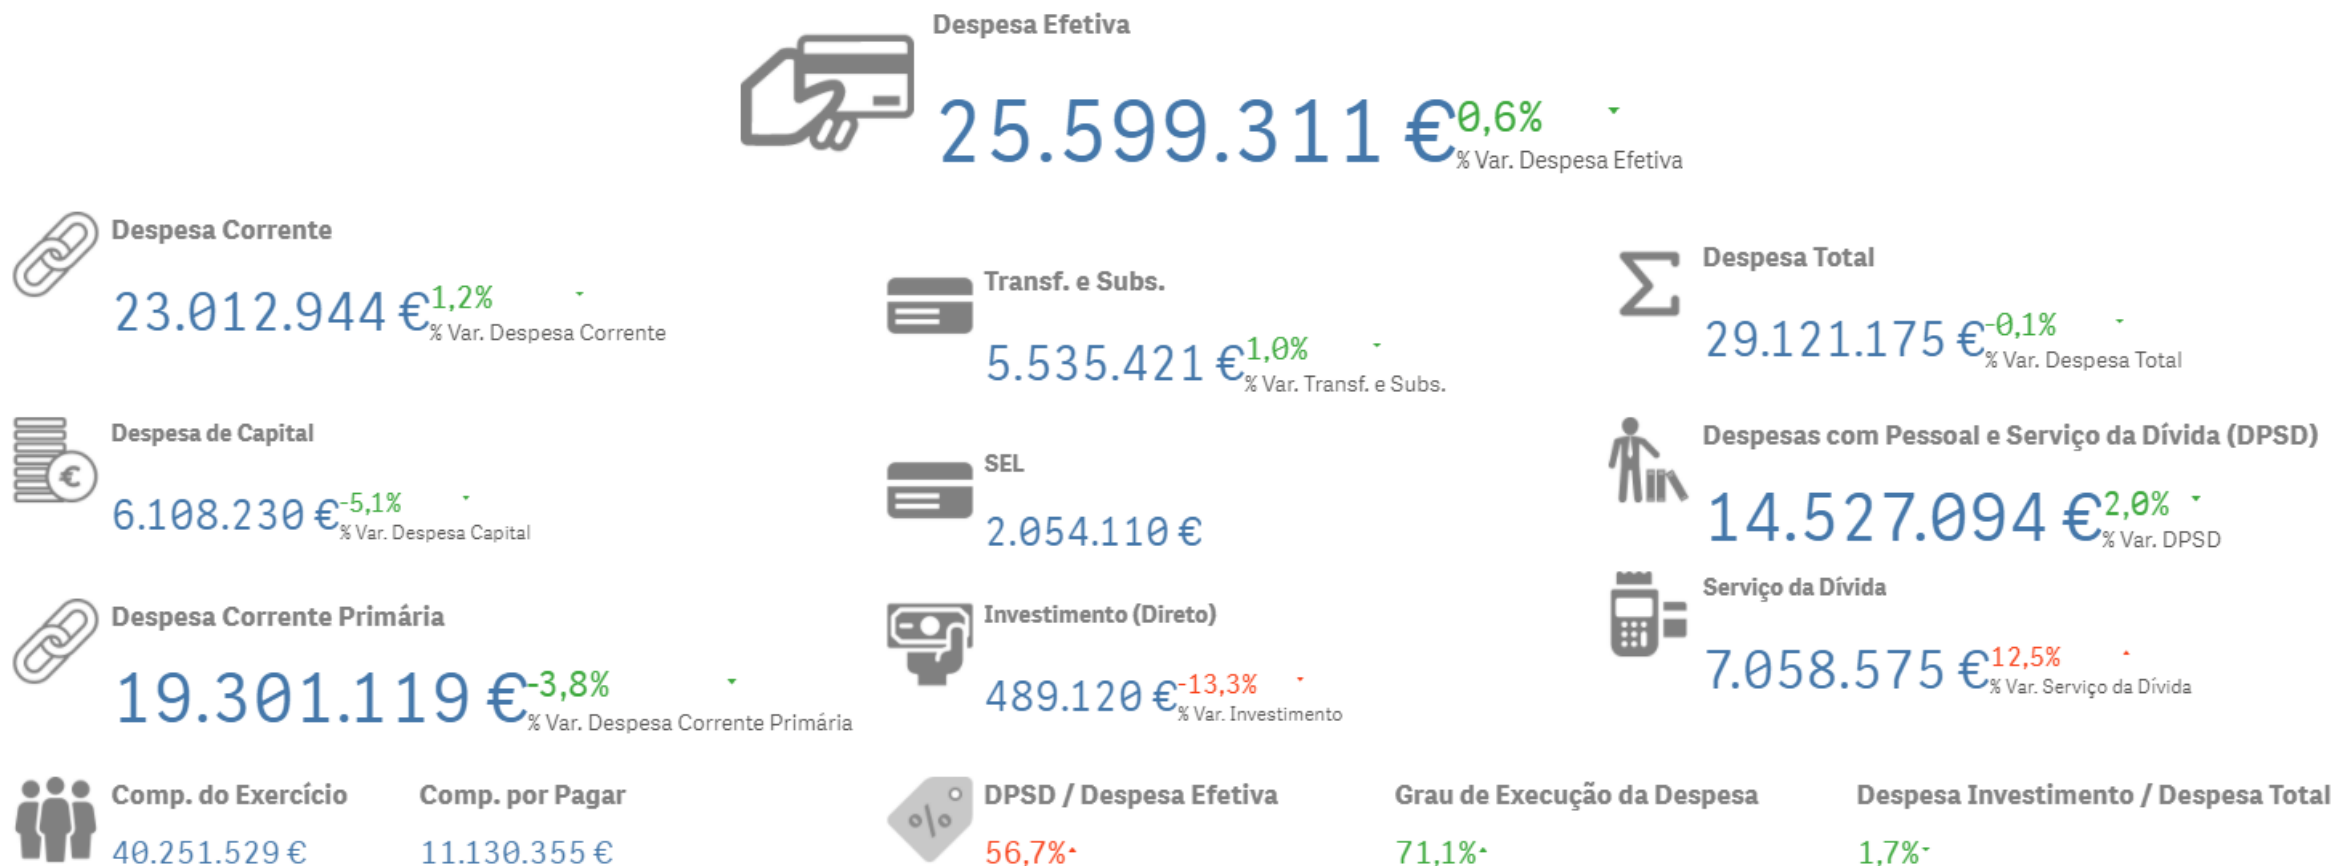 Despesa Efetiva
25.599.311 €
0,6%
% Var. Despesa Efetiva
Despesa Corrente
23.012.944 €
1,2%
% Var. Despesa Corrente
Transf. e Subs.
5.535.421 €
1,0%
% Var. Transf. e Subs.
Despesa Total
29.121.175 €
-0,1%
% Var. Despesa Total
Despesa de Capital
6.108.230 €
-5,1%
% Var. Despesa Capital
SEL
2.054.110 €
Despesas com Pessoal e Serviço da Dívida (DPSD)
14.527.094 €
2,0%
% Var. DPSD
Despesa Corrente Primária
19.301.119 €
-3,8%
% Var. Despesa Corrente Primária
Investimento (Direto)
489.120 €
-13,3%
% Var. Investimento
Serviço da Dívida
7.058.575 €
12,5%
% Var. Serviço da Dívida
Comp. do Exercício
40.251.529 €
Comp. por Pagar
11.130.355 €
DPSD / Despesa Efetiva
56,7%
Grau de Execução da Despesa
71,1%
Despesa Investimento / Despesa Total
1,7%